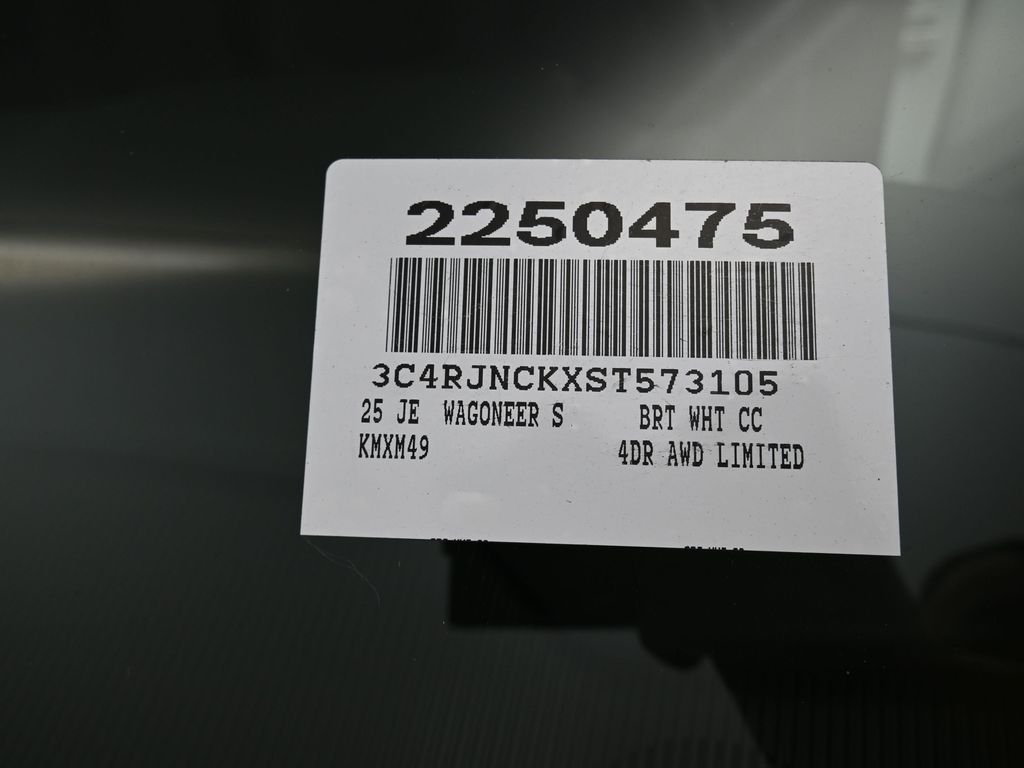 2250475
3C4RJNCKXST573105
25 JE WAGONEER S BRT WHT CC
KMXM49 4DR AWD LIMITED